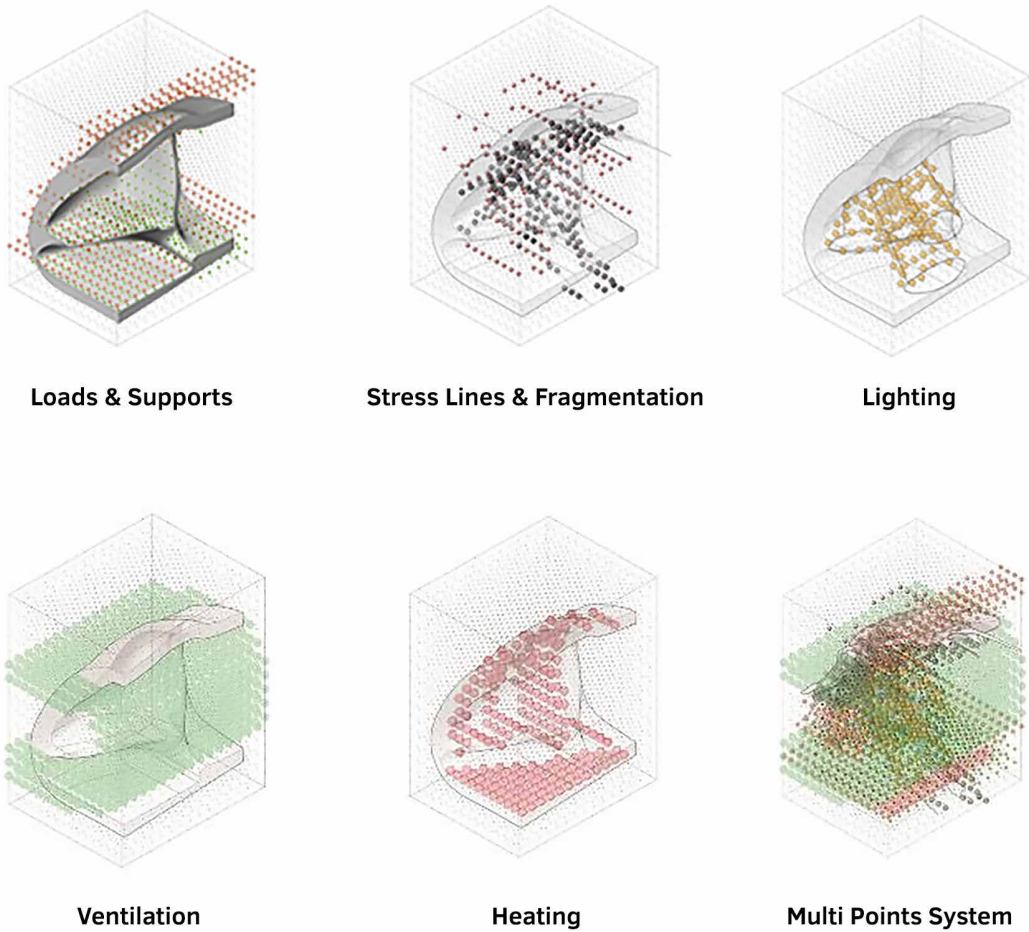 Loads & Supports
Stress Lines & Fragmentation
Lighting
Ventilation
Heating
Multi Points System